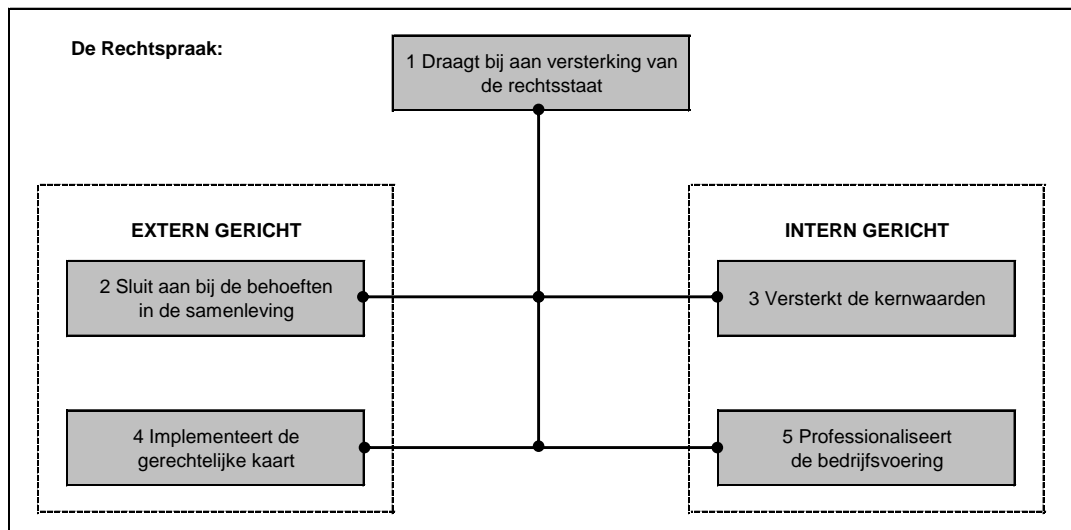 De Rechtspraak:
1 Draagt bij aan versterking van
de rechtsstaat
EXTERN GERICHT
2 Sluit aan bij de behoeften
in de samenleving
4 Implementeert de
gerechtelijke kaart
INTERN GERICHT
3 Versterkt de kernwaarden
5 Professionaliseert
de bedrijfsvoering